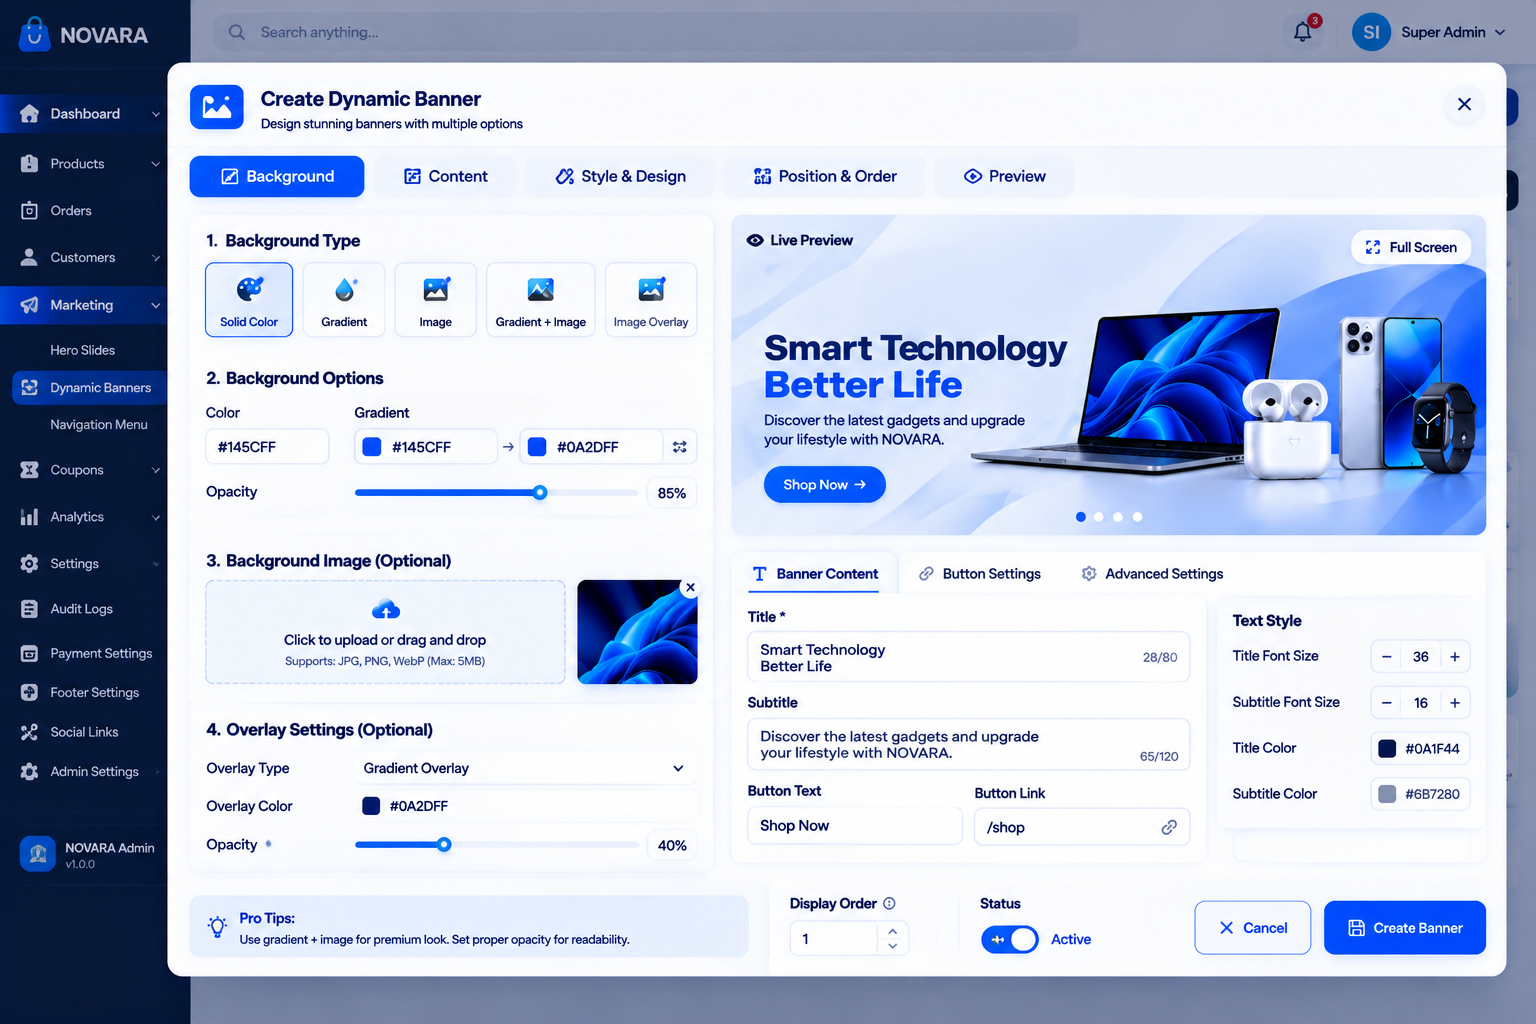 NOVARA
Search anything...
3
SI
Super Admin
Dashboard
Products
Orders
Customers
Marketing
Hero Slides
Dynamic Banners
Navigation Menu
Coupons
Analytics
Settings
Audit Logs
Payment Settings
Footer Settings
Social Links
Admin Settings
NOVARA Admin
v1.0.0
Create Dynamic Banner
Design stunning banners with multiple options
Background
Content
Style & Design
Position & Order
Preview
1. Background Type
Solid Color
Gradient
Image
Gradient + Image
Image Overlay
2. Background Options
Color
Gradient
#145CFF
#145CFF
#0A2DFF
Opacity
85%
3. Background Image (Optional)
Click to upload or drag and drop
Supports: JPG, PNG, WebP (Max: 5MB)
4. Overlay Settings (Optional)
Overlay Type
Gradient Overlay
Overlay Color
#0A2DFF
Opacity
40%
Live Preview
Full Screen
Smart Technology
Better Life
Discover the latest gadgets and upgrade
your lifestyle with NOVARA.
Shop Now →
Banner Content
Button Settings
Advanced Settings
Title *
Smart Technology
Better Life
28/80
Subtitle
Discover the latest gadgets and upgrade
your lifestyle with NOVARA.
65/120
Button Text
Shop Now
Button Link
/shop
Text Style
Title Font Size
− 36 +
Subtitle Font Size
− 16 +
Title Color
#0A1F44
Subtitle Color
#6B7280
Pro Tips:
Use gradient + image for premium look. Set proper opacity for readability.
Display Order
1
Status
Active
Cancel
Create Banner